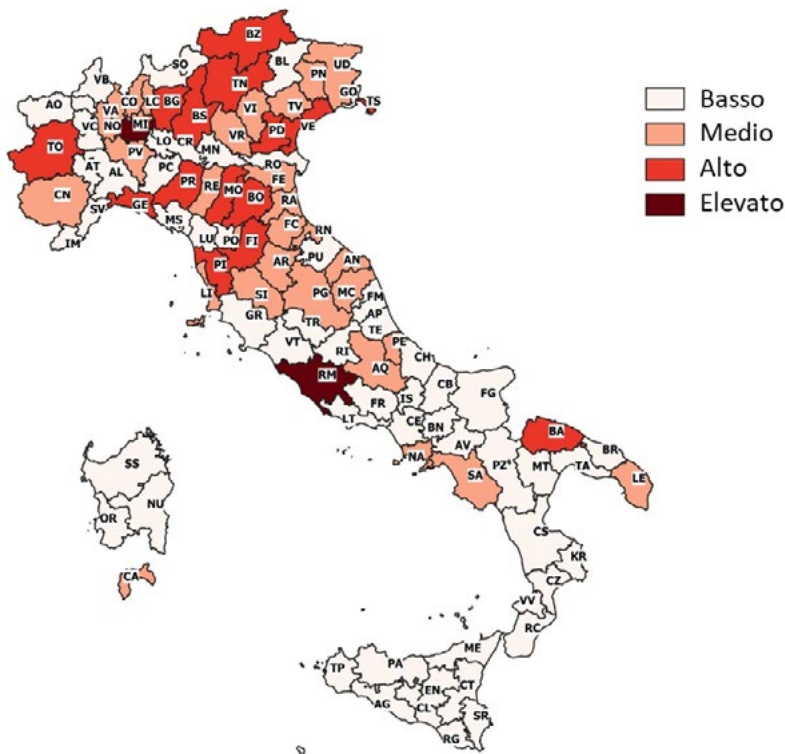 Basso
Medio
Alto
Elevato
BZ
SO
BL
UD
PN
VB
TN
GO
AO
CO
LC
BG
TV
TS
VA
VI
BS
NO
MI
VC
PD
VE
VR
TO
LO
CR
MN
PV
RO
AT
AL
PC
FE
PR
RE
MO
BO
RA
CN
GE
FC
SV
MS
RN
LU
PO
FI
IM
PU
AN
PI
AR
LI
SI
PG
MC
FM
GR
AP
TR
TE
VT
RI
PE
CH
AQ
RM
CB
FG
IS
FR
LT
CE
BN
BA
AV
BR
NA
PZ
MT
TA
SS
SA
LE
NU
OR
CS
KR
CA
CZ
VV
RC
ME
TP
PA
EN
CT
AG
CL
SR
RG